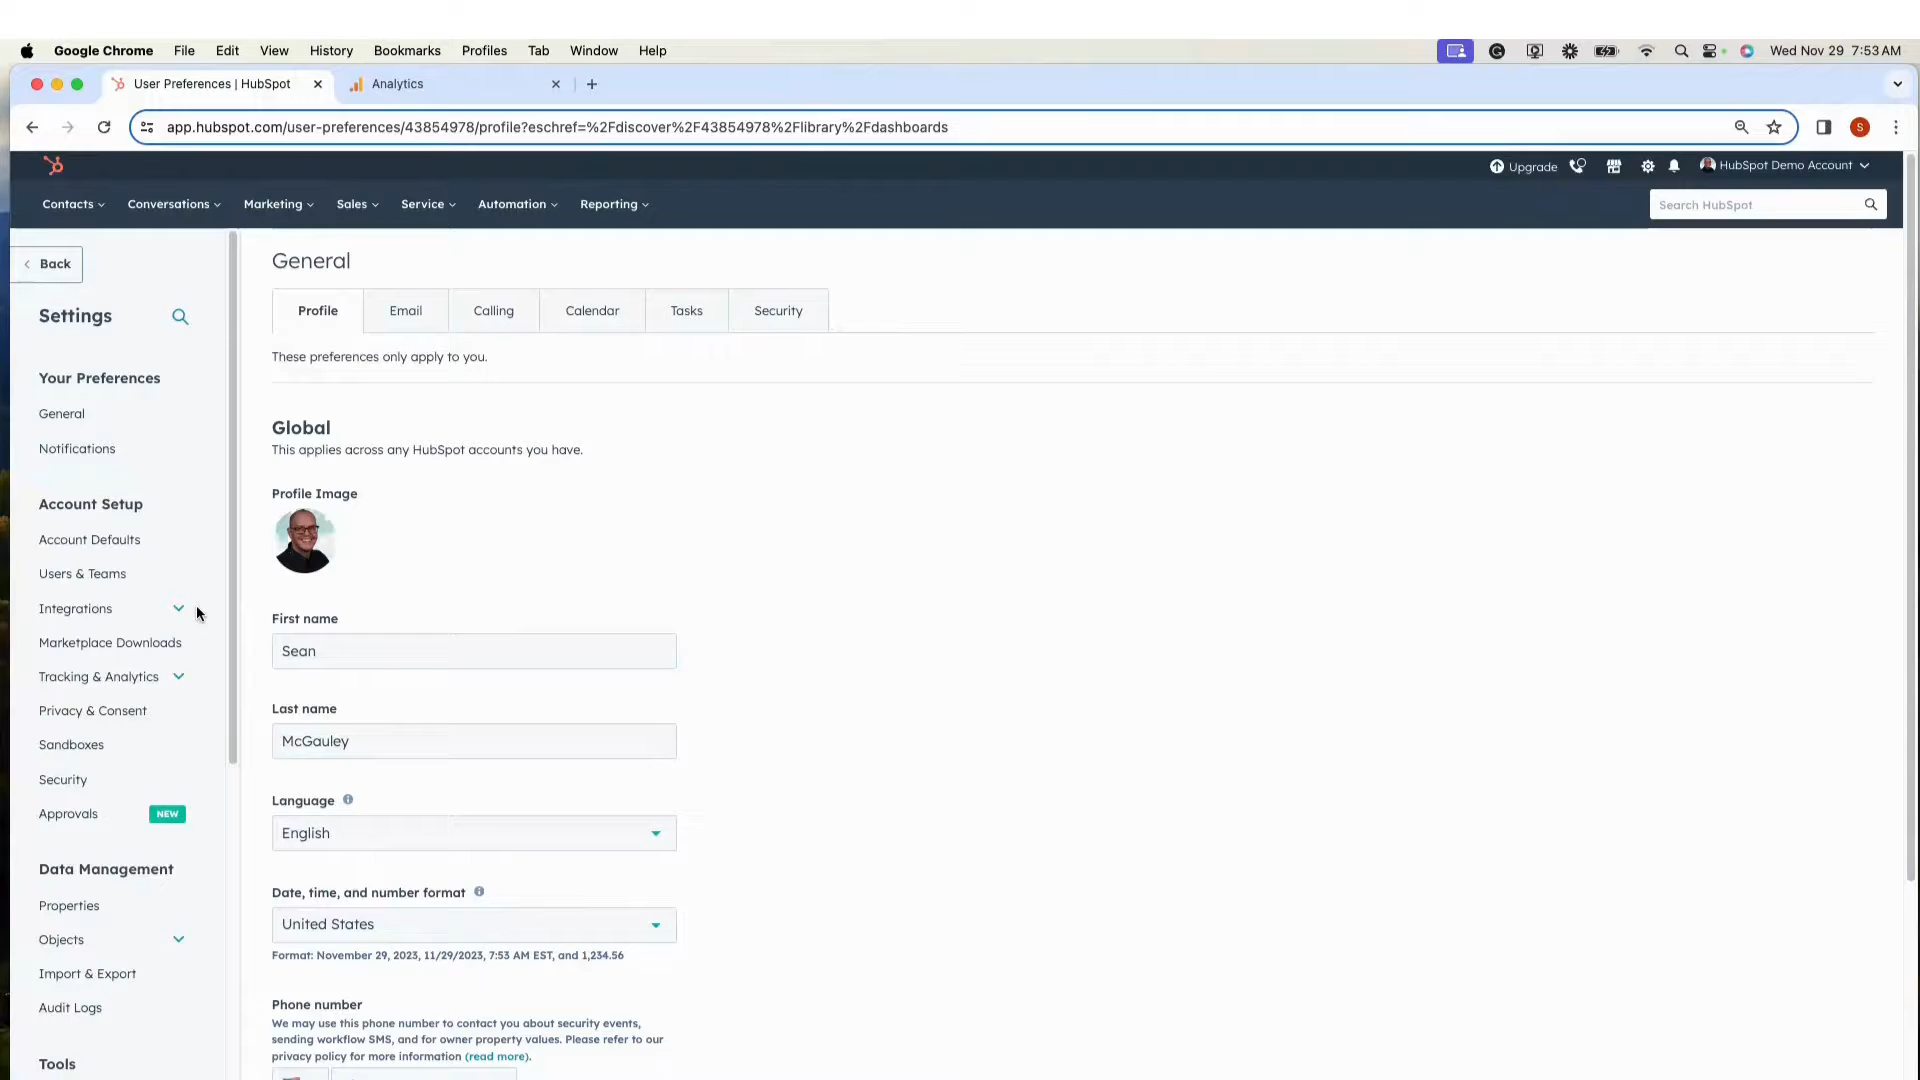 Google Chrome File Edit View History Bookmarks Profiles Tab Window Help Wed Nov 29 7:53 AM
User Preferences | HubSpot Analytics
app.hubspot.com/user-preferences/43854978/profile?eschref=%2Fdiscover%2F43854978%2Flibrary%2Fdashboards S
Upgrade HubSpot Demo Account
Contacts Conversations Marketing Sales Service Automation Reporting Search HubSpot
Back
Settings
Your Preferences
General
Notifications
Account Setup
Account Defaults
Users & Teams
Integrations
Marketplace Downloads
Tracking & Analytics
Privacy & Consent
Sandboxes
Security
Approvals NEW
Data Management
Properties
Objects
Import & Export
Audit Logs
Tools
General
Profile Email Calling Calendar Tasks Security
These preferences only apply to you.
Global
This applies across any HubSpot accounts you have.
Profile Image
First name
Sean
Last name
McGauley
Language
English
Date, time, and number format
United States
Format: November 29, 2023, 11/29/2023, 7:53 AM EST, and 1,234.56
Phone number
We may use this phone number to contact you about security events,
sending workflow SMS, and for owner property values. Please refer to our
privacy policy for more information (read more).